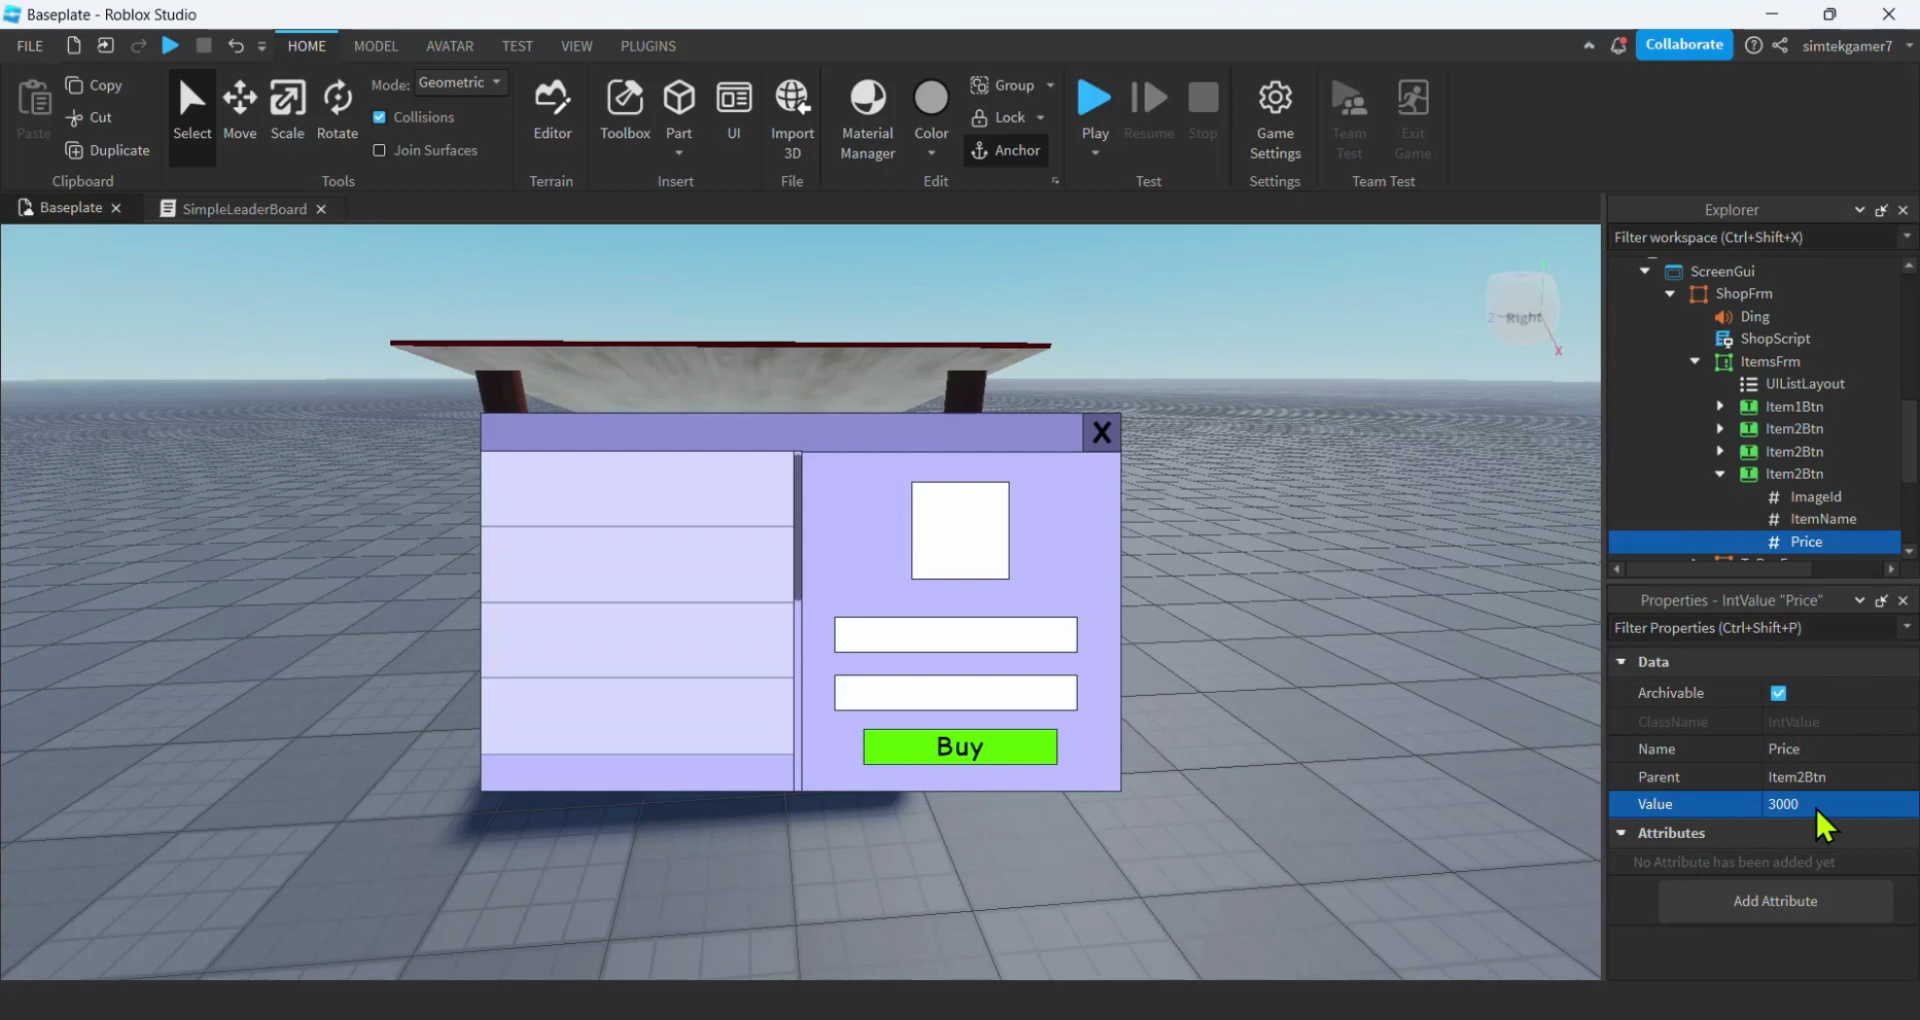 Baseplate - Roblox Studio
FILE HOME MODEL AVATAR TEST VIEW PLUGINS Collaborate simtekgamer7
Paste Copy Cut Duplicate
Clipboard
Select Move Scale Rotate Mode: Geometric
Collisions
Join Surfaces
Tools
Editor
Terrain
Toolbox Part UI
Insert
Import 3D
File
Material Manager Color Group
Lock
Anchor
Edit
Play Resume Stop
Test
Game Settings
Settings
Team Test Exit Game
Team Test
Baseplate SimpleLeaderBoard
Right
Z
X
X
Buy
Explorer
Filter workspace (Ctrl+Shift+X)
ScreenGui
ShopFrm
Ding
ShopScript
ItemsFrm
UIListLayout
Item1Btn
Item2Btn
Item2Btn
Item2Btn
# ImageId
# ItemName
# Price
Properties - IntValue "Price"
Filter Properties (Ctrl+Shift+P)
Data
Archivable
ClassName IntValue
Name Price
Parent Item2Btn
Value 3000
Attributes
No Attribute has been added yet
Add Attribute